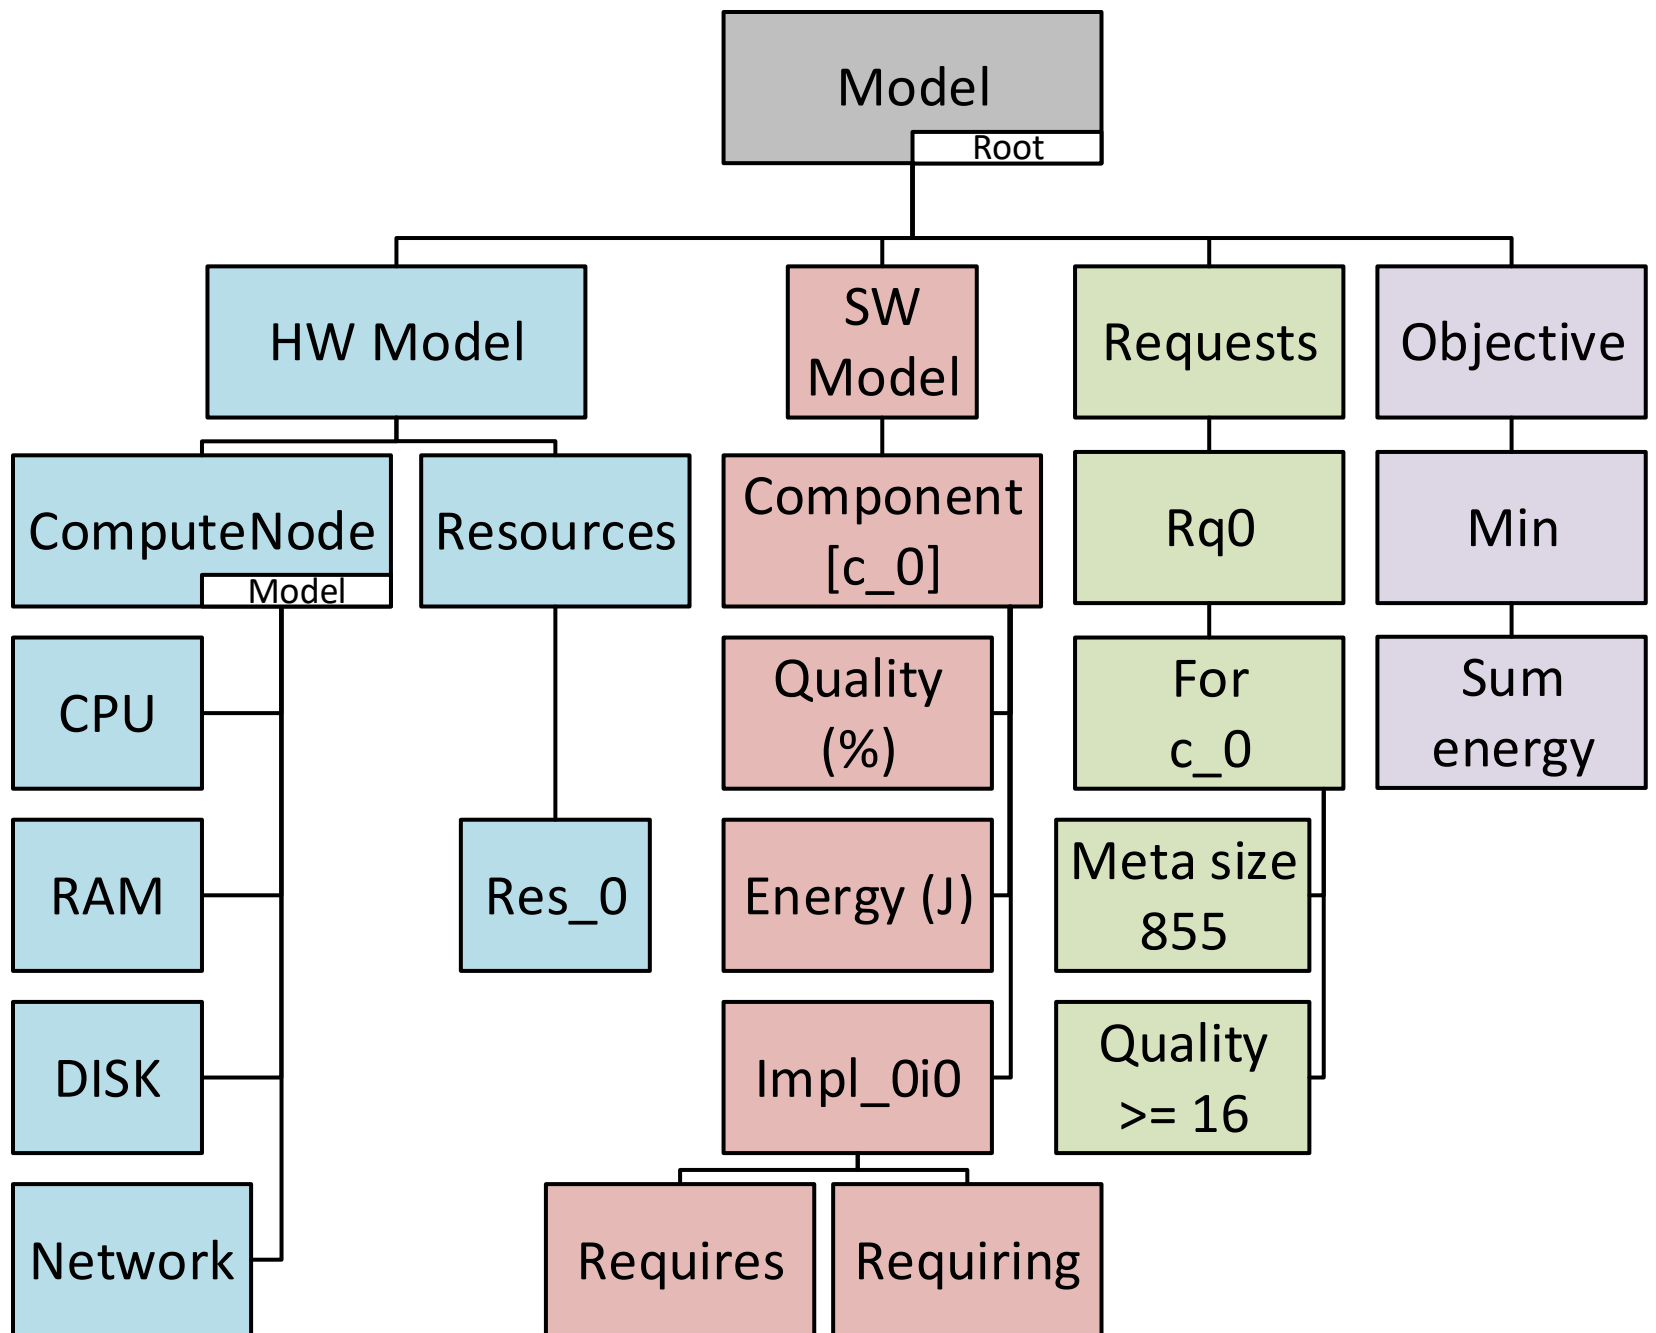 Model
Root
HW Model
SW
Model
Requests
Objective
ComputeNode
Model
Resources
Component
[c_0]
Rq0
Min
CPU
Quality
(%)
For
c_0
Sum
energy
RAM
Res_0
Energy (J)
Meta size
855
DISK
Impl_0i0
Quality
>= 16
Network
Requires
Requiring